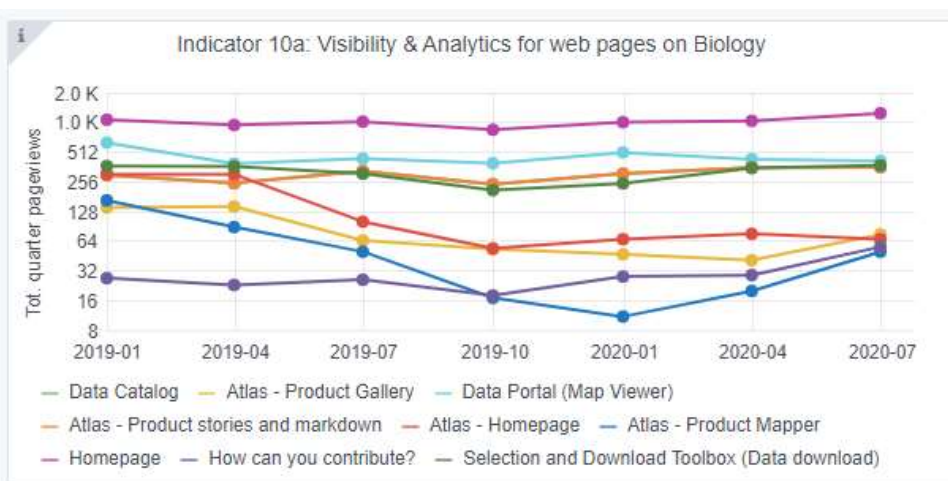 i
Indicator 10a: Visibility & Analytics for web pages on Biology
Tot. quarter pageviews
2.0 K
1.0 K
512
256
128
64
32
16
8
2019-01 2019-04 2019-07 2019-10 2020-01 2020-04 2020-07
Data Catalog Atlas - Product Gallery Data Portal (Map Viewer)
Atlas - Product stories and markdown Atlas - Homepage Atlas - Product Mapper
Homepage How can you contribute? Selection and Download Toolbox (Data download)